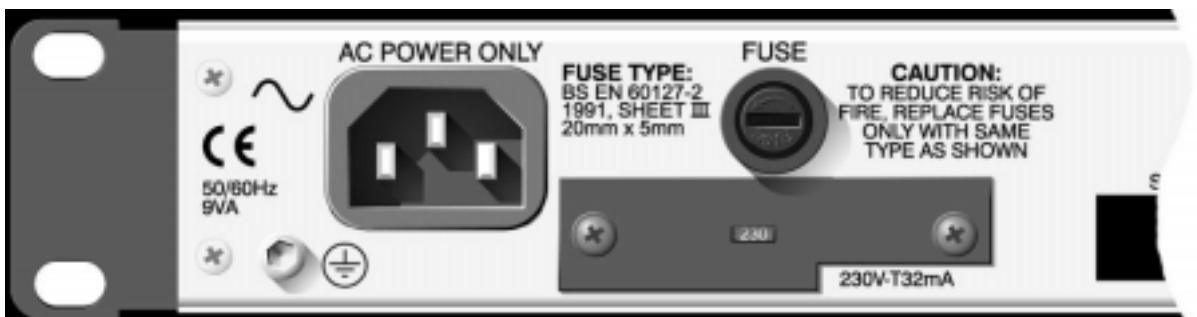 AC POWER ONLY
FUSE
FUSE TYPE:
BS EN 60127-2
1991, SHEET III
20mm x 5mm
CAUTION:
TO REDUCE RISK OF
FIRE, REPLACE FUSES
ONLY WITH SAME
TYPE AS SHOWN
CE
50/60Hz
9VA
230
230V-T32mA